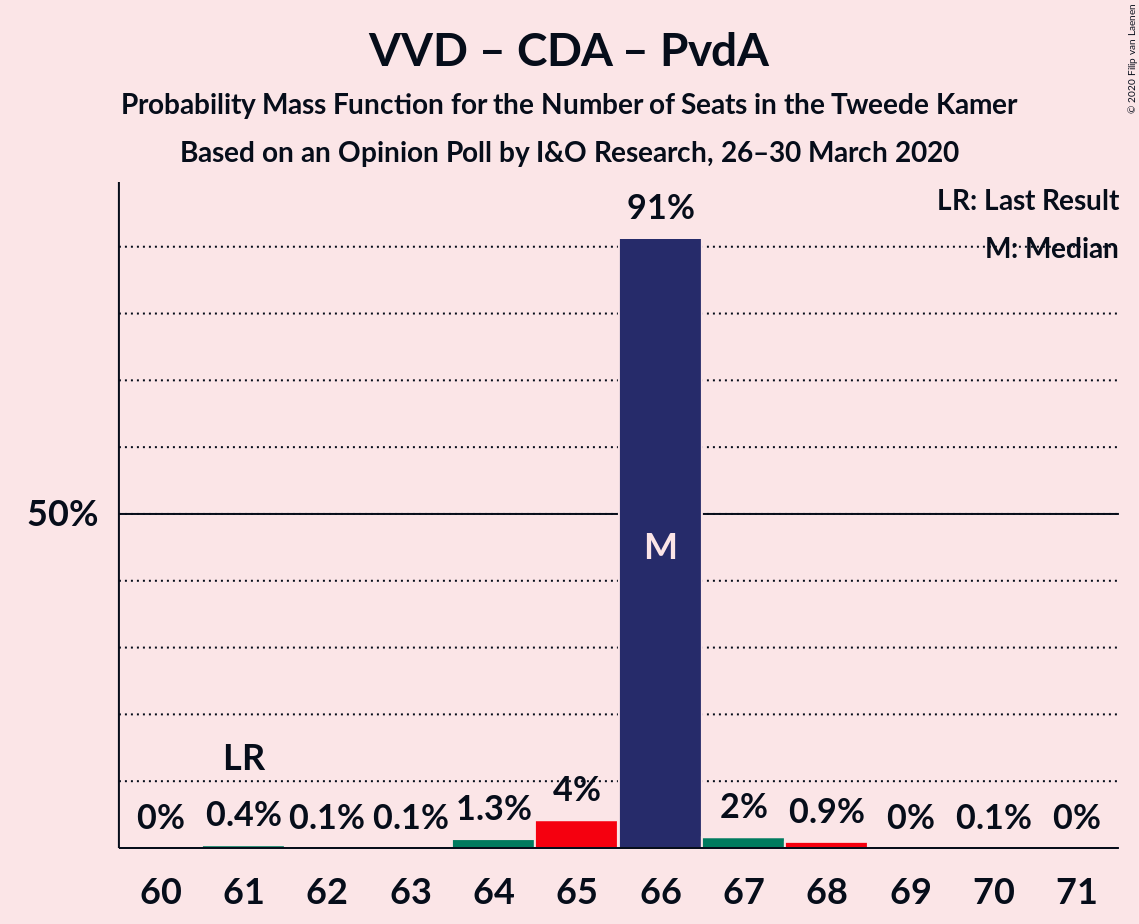 VVD – CDA – PvdA
Probability Mass Function for the Number of Seats in the Tweede Kamer
Based on an Opinion Poll by I&O Research, 26–30 March 2020
© 2020 Filip van Laenen
LR: Last Result
M: Median
91%
50%
M
LR
0% 0.4% 0.1% 0.1% 1.3% 4% 2% 0.9% 0% 0.1% 0%
60 61 62 63 64 65 66 67 68 69 70 71